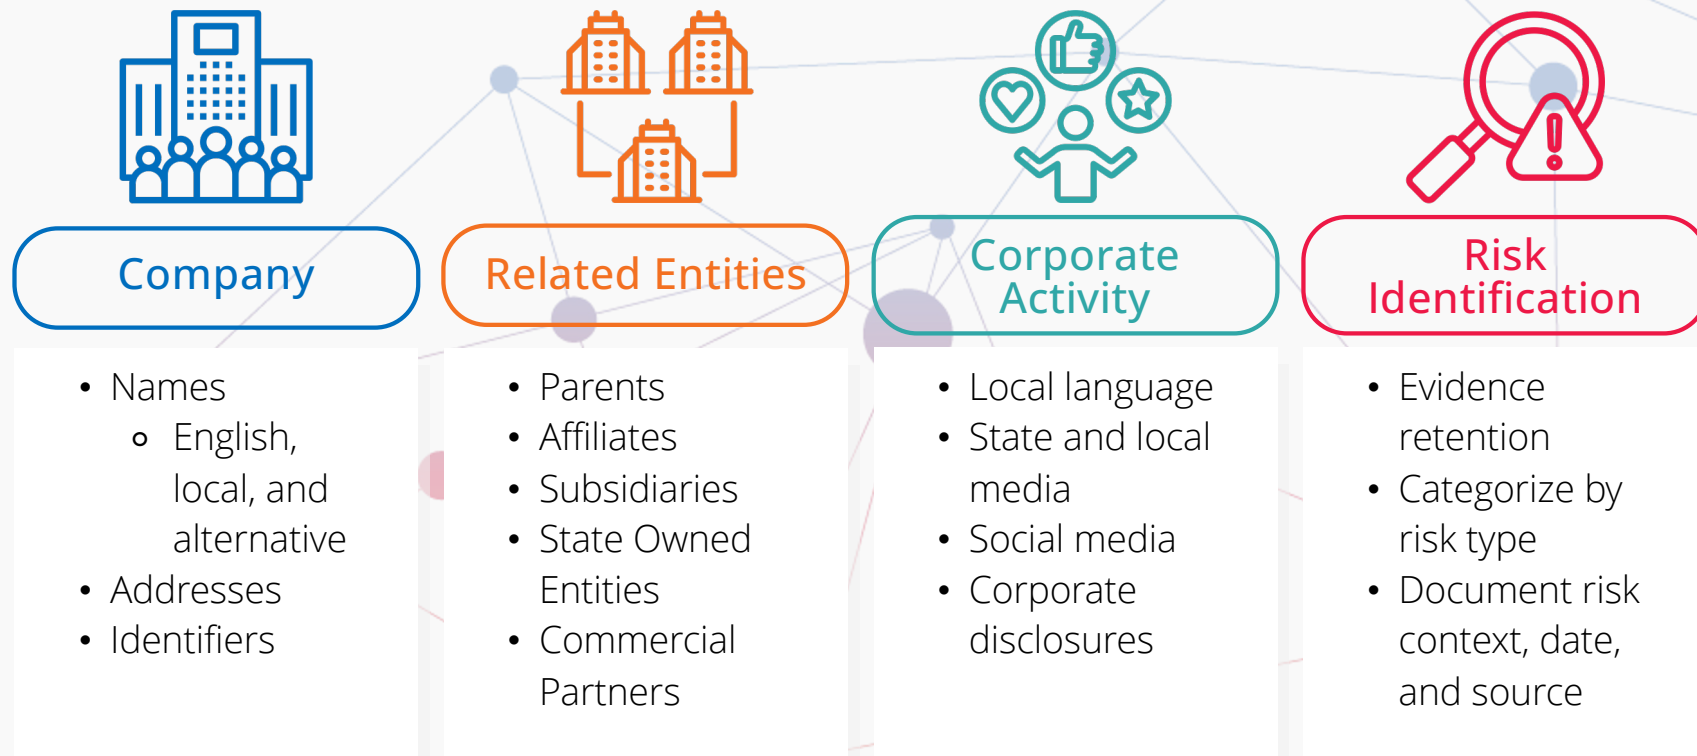 Company
Related Entities
Corporate
Activity
Risk
Identification
• Names
English,
local, and
alternative
• Addresses
• Identifiers
• Parents
• Affiliates
• Subsidiaries
• State Owned
Entities
• Commercial
Partners
• Local language
• State and local
media
• Social media
• Corporate
disclosures
• Evidence
retention
• Categorize by
risk type
• Document risk
context, date,
and source